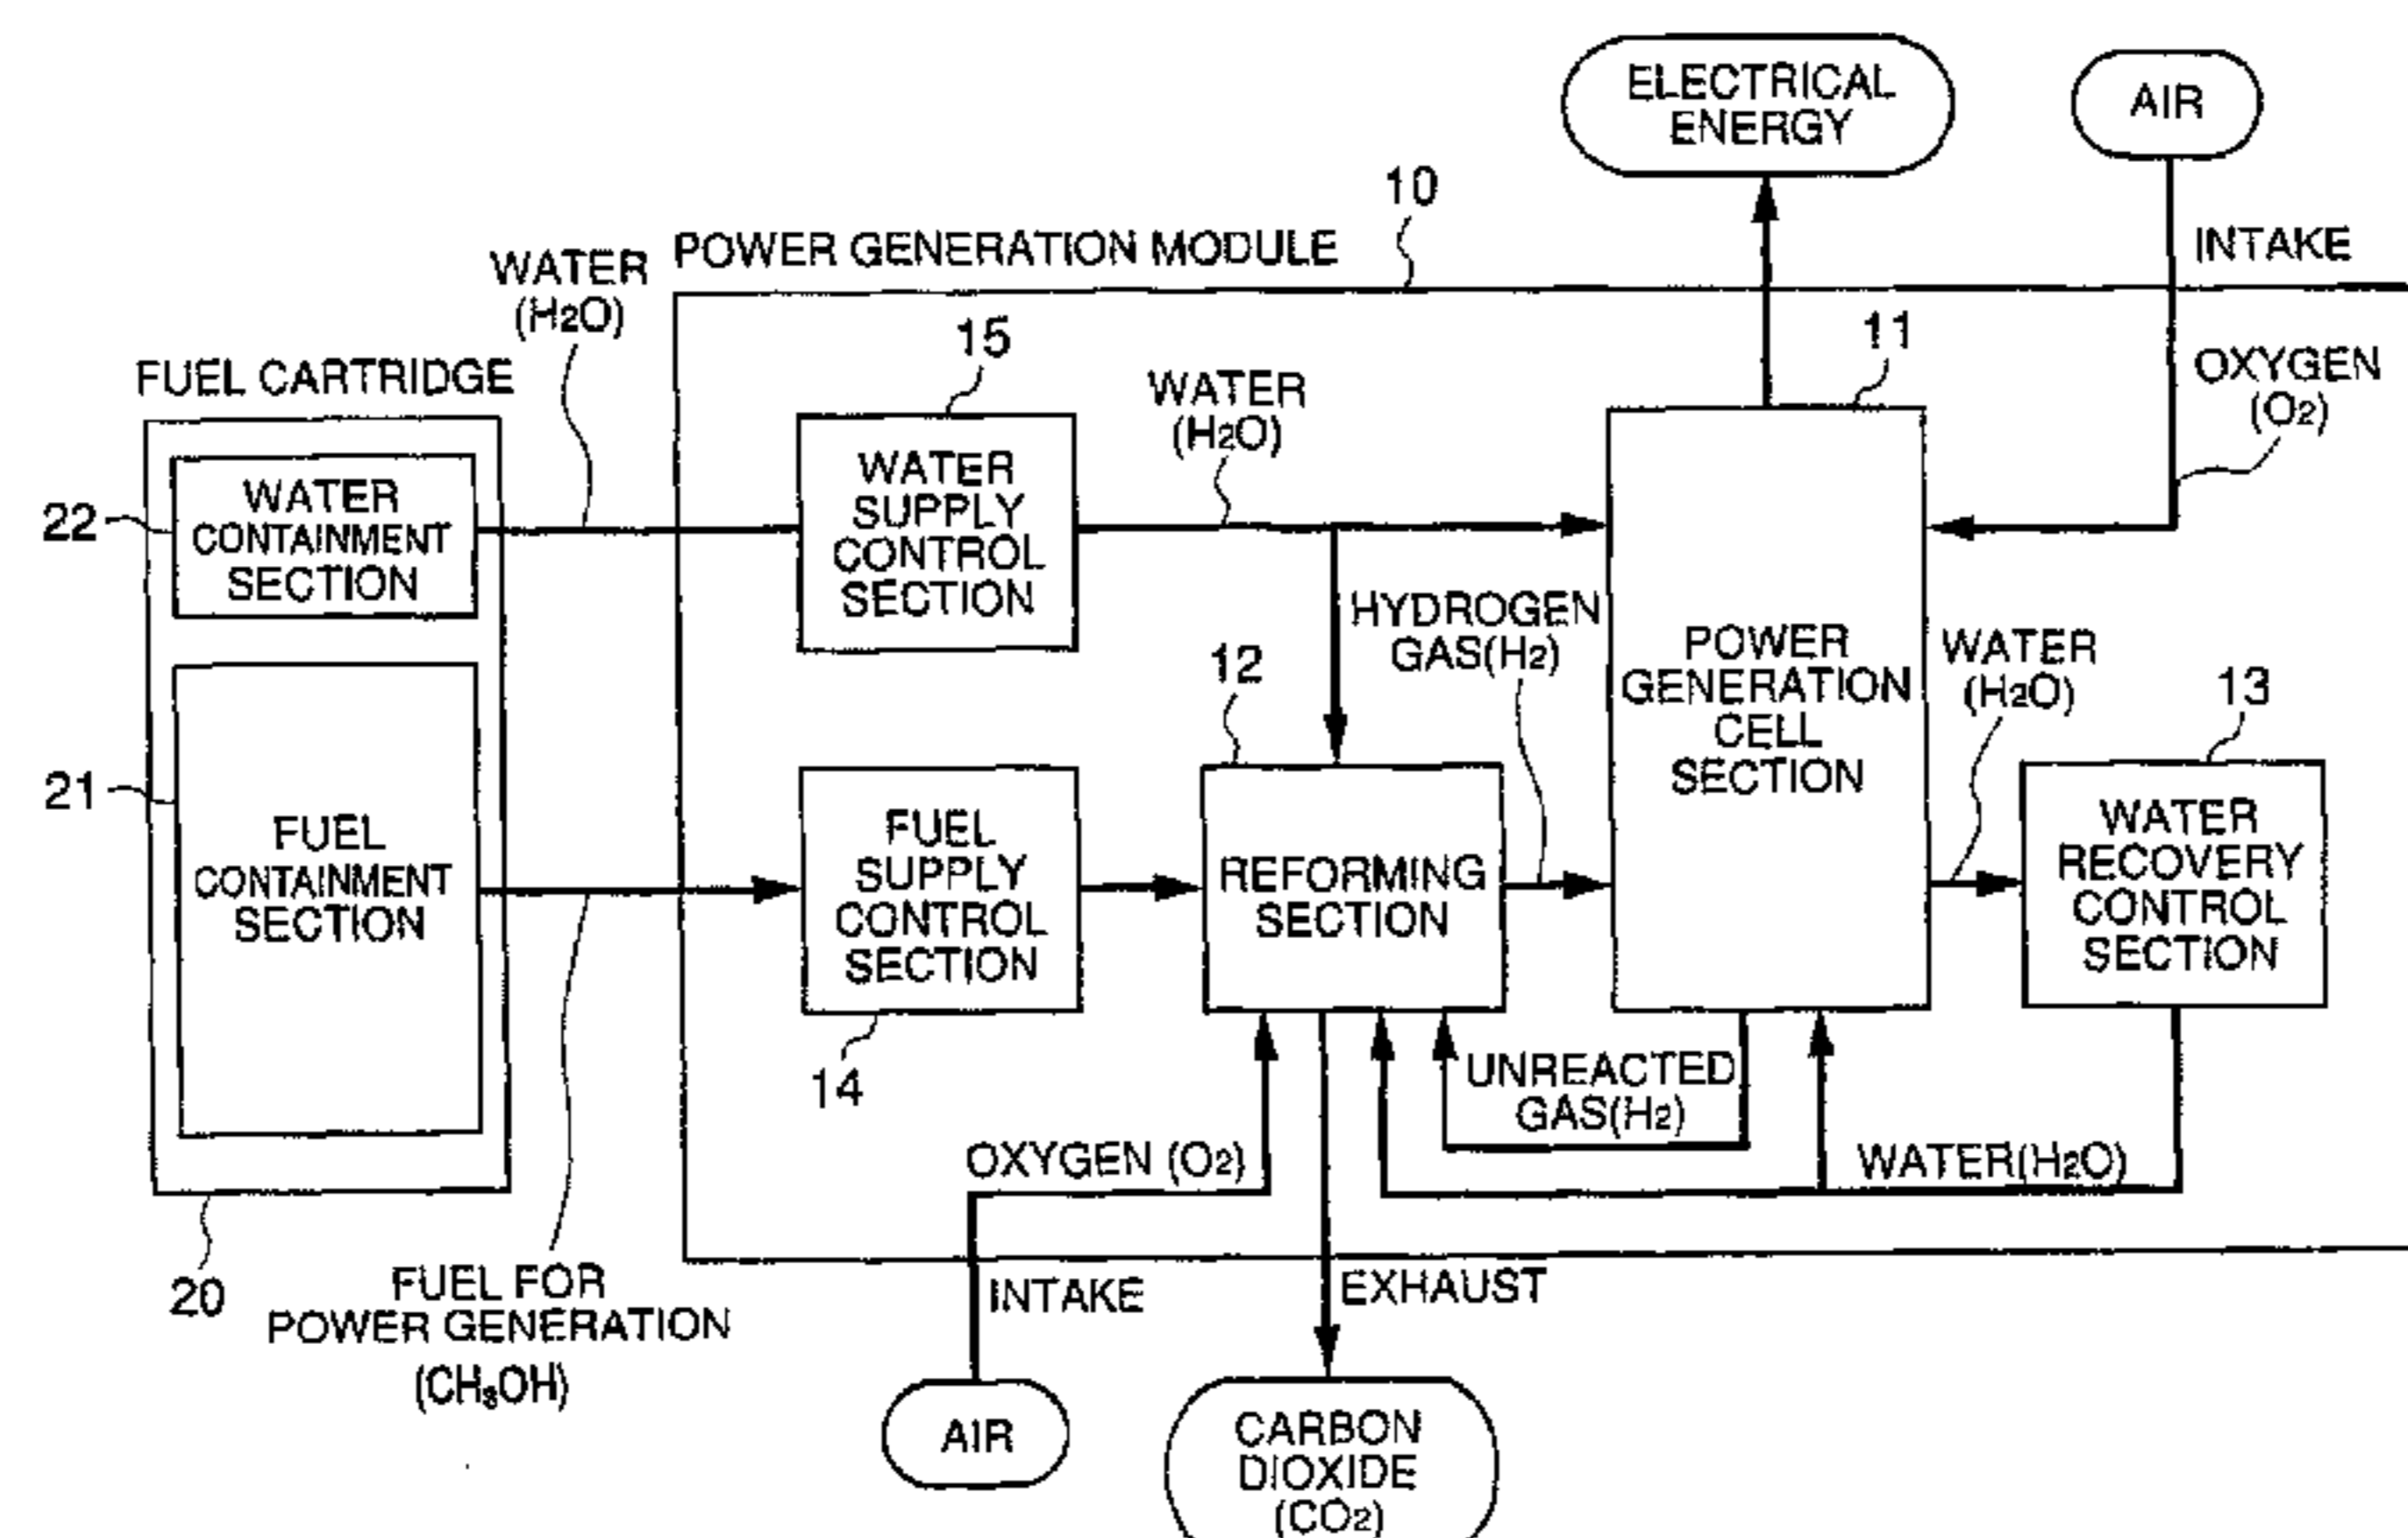 ELECTRICAL
ENERGY
AIR
10
POWER GENERATION MODULE
INTAKE
WATER
(H2O)
15
11
FUEL CARTRIDGE
WATER
(H2O)
OXYGEN
(O2)
22
WATER
CONTAINMENT
SECTION
WATER
SUPPLY
CONTROL
SECTION
HYDROGEN
GAS(H2)
12
POWER
GENERATION
CELL
SECTION
WATER
(H2O)
13
21
FUEL
CONTAINMENT
SECTION
FUEL
SUPPLY
CONTROL
SECTION
REFORMING
SECTION
WATER
RECOVERY
CONTROL
SECTION
14
UNREACTED
GAS(H2)
OXYGEN (O2)
WATER(H2O)
20
FUEL FOR
POWER GENERATION
(CH3OH)
INTAKE
EXHAUST
AIR
CARBON
DIOXIDE
(CO2)